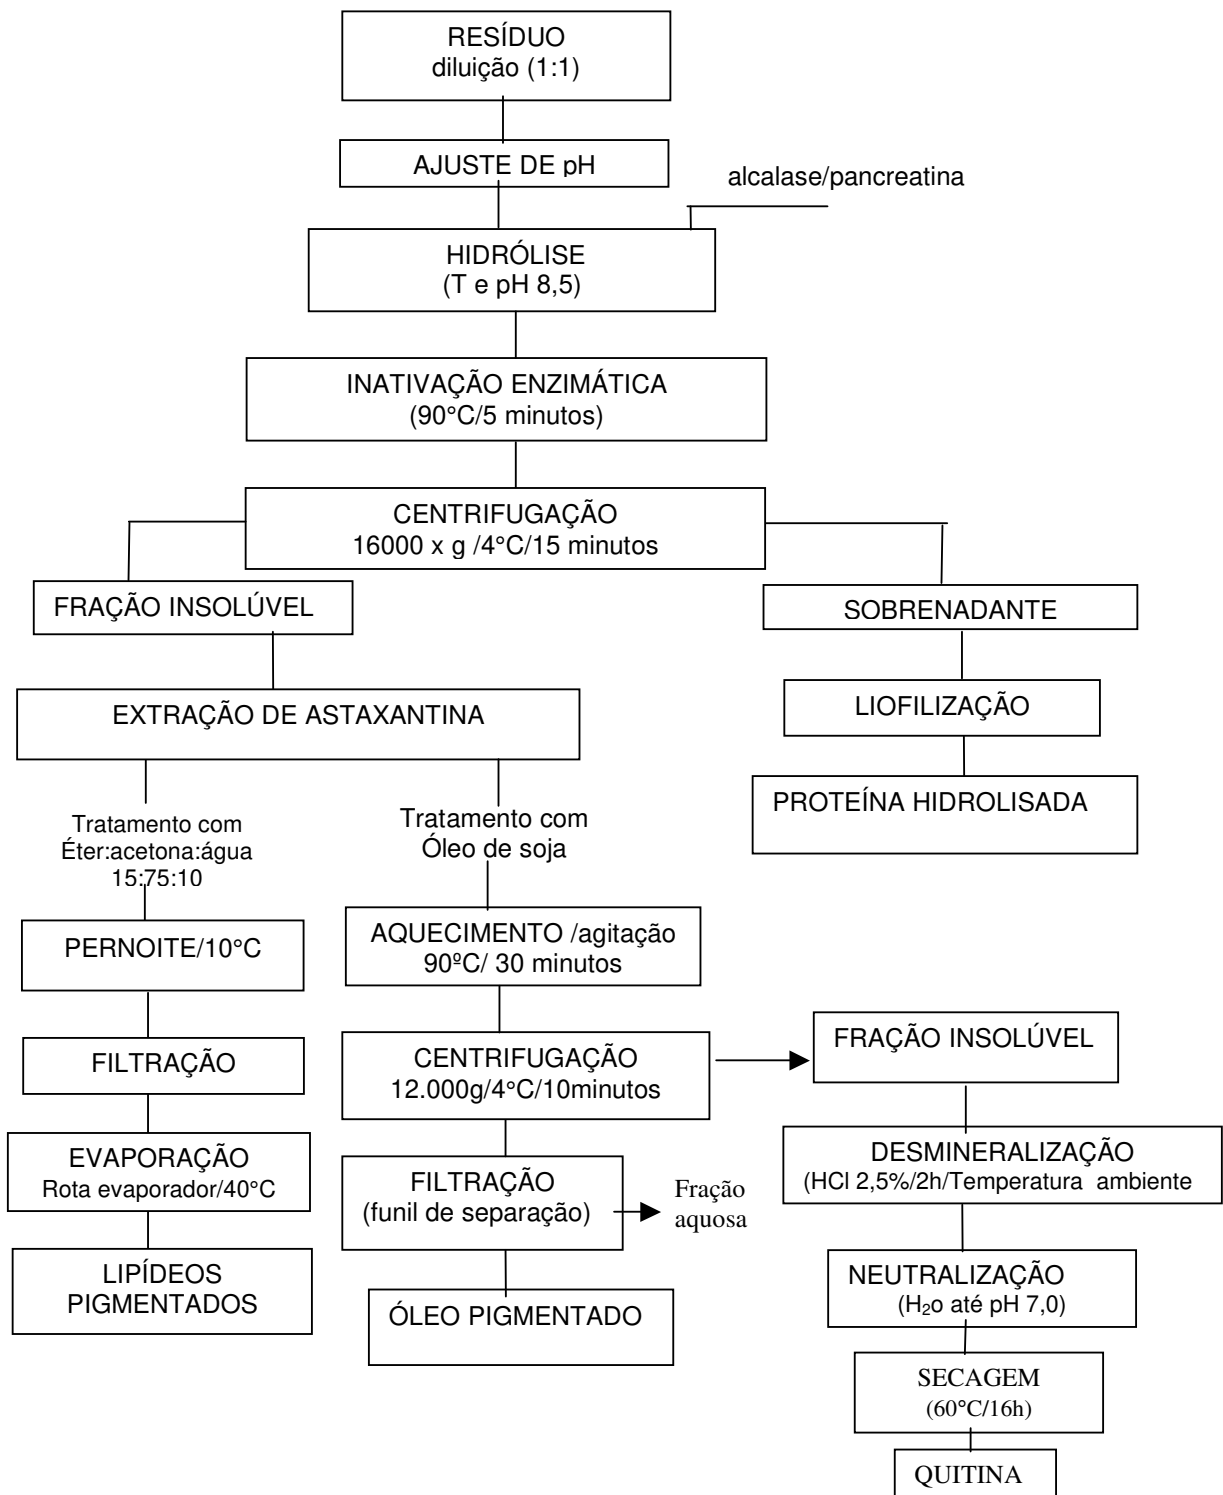 RESÍDUO
diluição (1:1)
AJUSTE DE pH
alcalase/pancreatina
HIDRÓLISE
(T e pH 8,5)
INATIVAÇÃO ENZIMÁTICA
(90°C/5 minutos)
CENTRIFUGAÇÃO
16000 x g /4°C/15 minutos
FRAÇÃO INSOLÚVEL
SOBRENADANTE
EXTRAÇÃO DE ASTAXANTINA
LIOFILIZAÇÃO
PROTEÍNA HIDROLISADA
Tratamento com
Éter:acetona:água
15:75:10
Tratamento com
Óleo de soja
PERNOITE/10°C
AQUECIMENTO /agitação
90ºC/ 30 minutos
FILTRAÇÃO
CENTRIFUGAÇÃO
12.000g/4°C/10minutos
FRAÇÃO INSOLÚVEL
EVAPORAÇÃO
Rota evaporador/40°C
FILTRAÇÃO
(funil de separação)
Fração
aquosa
DESMINERALIZAÇÃO
(HCl 2,5%/2h/Temperatura ambiente
LIPÍDEOS
PIGMENTADOS
ÓLEO PIGMENTADO
NEUTRALIZAÇÃO
(H₂o até pH 7,0)
SECAGEM
(60°C/16h)
QUITINA